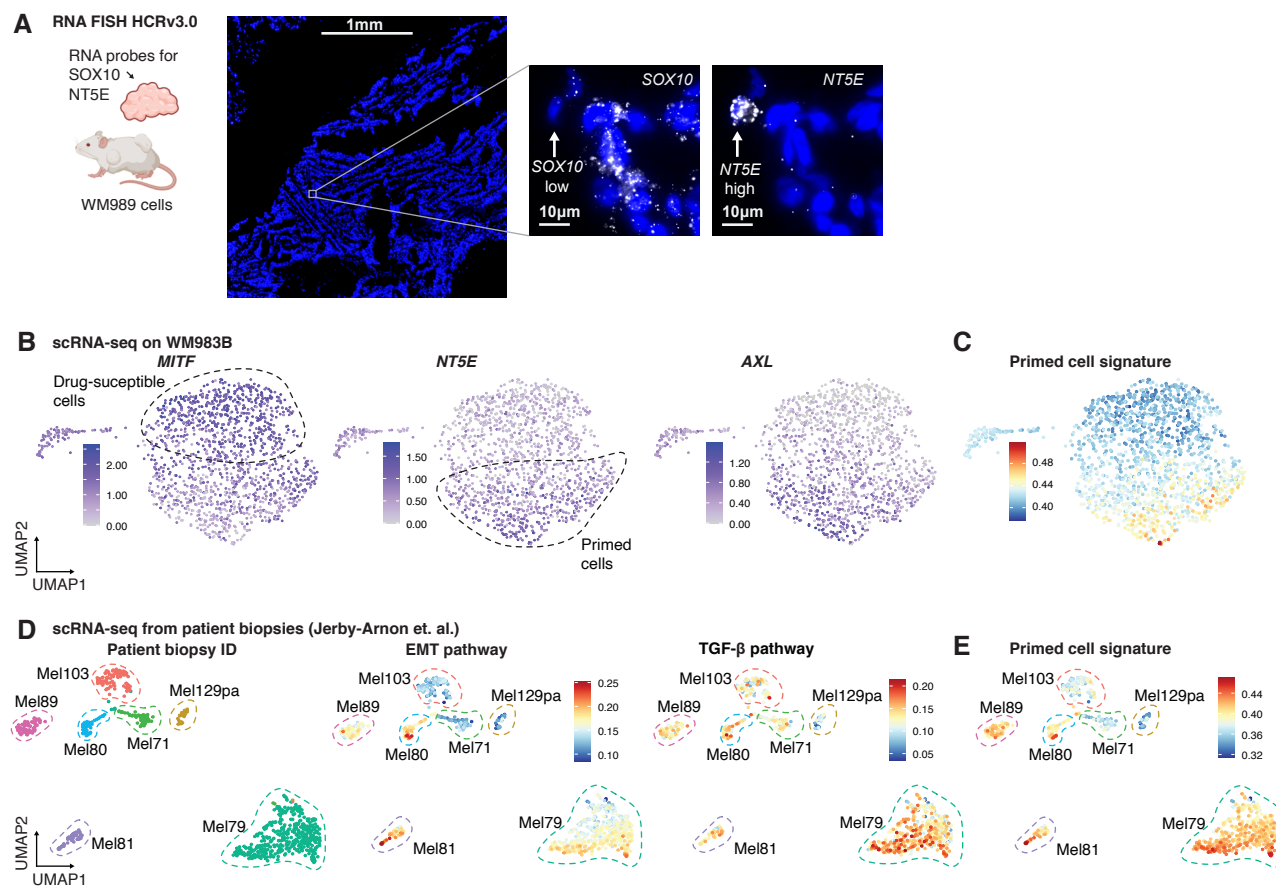 A RNA FISH HCRv3.0
RNA probes for
SOX10
NT5E
WM989 cells
1mm
SOX10
SOX10
low
10µm
NT5E
NT5E
high
10µm
B scRNA-seq on WM983B
MITF
Drug-suceptible
cells
2.00
1.00
0.00
UMAP2
UMAP1
NT5E
1.50
1.00
0.50
0.00
Primed
cells
AXL
1.20
0.80
0.40
0.00
C Primed cell signature
0.48
0.44
0.40
D scRNA-seq from patient biopsies (Jerby-Arnon et. al.)
Patient biopsy ID
Mel103
Mel89
Mel129pa
Mel80
Mel71
Mel79
Mel81
UMAP2
UMAP1
EMT pathway
Mel103
Mel89
Mel129pa
Mel80
Mel71
0.25
0.20
0.15
0.10
Mel79
Mel81
TGF-β pathway
Mel103
Mel89
Mel129pa
Mel80
Mel71
0.20
0.15
0.10
0.05
Mel79
Mel81
E Primed cell signature
Mel103
Mel89
Mel129pa
Mel80
Mel71
0.44
0.40
0.36
0.32
Mel79
Mel81